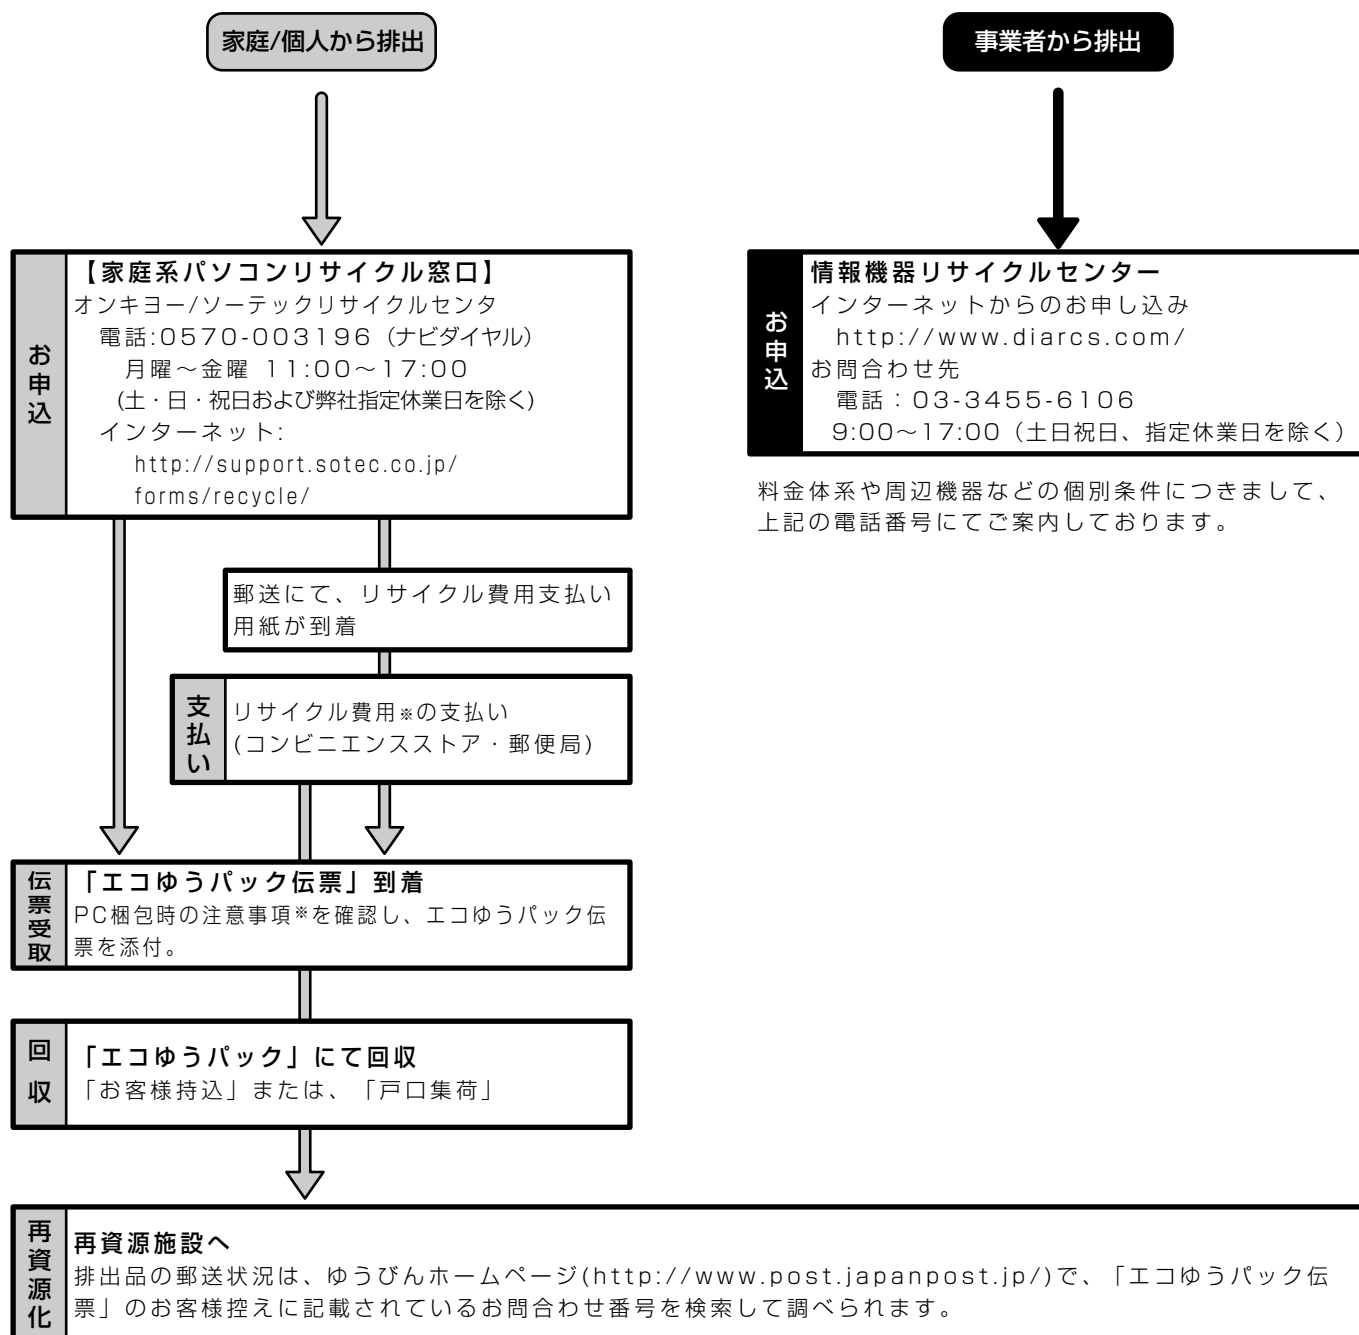 家庭/個人から排出
お申込
【家庭系パソコンリサイクル窓口】
オンキヨー/ソーテックリサイクルセンタ
電話:0570-003196（ナビダイヤル）
月曜～金曜 11:00～17:00
(土・日・祝日および弊社指定休業日を除く)
インターネット:
http://support.sotec.co.jp/
forms/recycle/
郵送にて、リサイクル費用支払い
用紙が到着
支払い
リサイクル費用※の支払い
(コンビニエンスストア・郵便局)
伝票受取
「エコゆうパック伝票」到着
PC梱包時の注意事項※を確認し、エコゆうパック伝
票を添付。
回収
「エコゆうパック」にて回収
「お客様持込」または、「戸口集荷」
再資源化
再資源施設へ
排出品の郵送状況は、ゆうびんホームページ(http://www.post.japanpost.jp/)で、「エコゆうパック伝
票」のお客様控えに記載されているお問合わせ番号を検索して調べられます。
事業者から排出
お申込
情報機器リサイクルセンター
インターネットからのお申し込み
http://www.diarcs.com/
お問合わせ先
電話：03-3455-6106
9:00～17:00（土日祝日、指定休業日を除く）
料金体系や周辺機器などの個別条件につきまして、
上記の電話番号にてご案内しております。